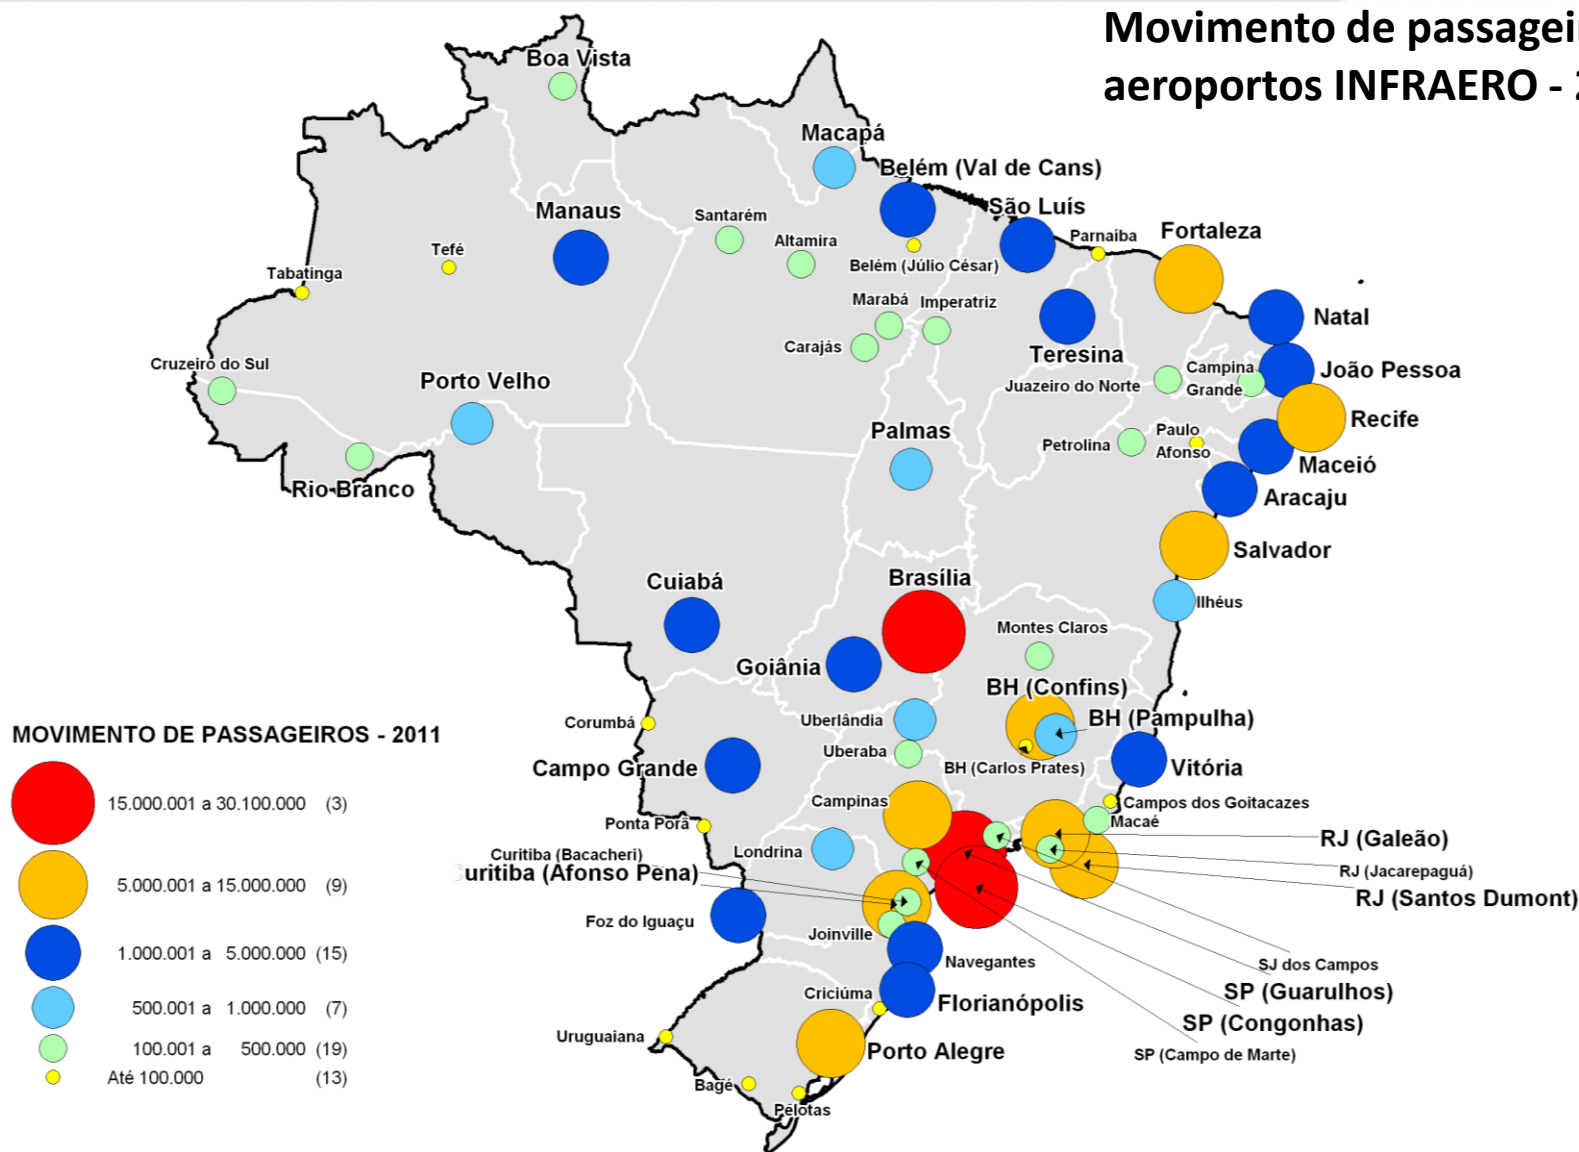 Movimento de passagei
aeroportos INFRAERO -
Boa Vista
Macapá
Belém (Val de Cans)
São Luís
Manaus
Santarém
Altamira
Parnaíba
Fortaleza
Tefé
Tabatinga
Belém (Júlio César)
Marabá
Imperatriz
Natal
Carajás
Teresina
Cruzeiro do Sul
Porto Velho
Juazeiro do Norte
Campina
Grande
João Pessoa
Recife
Palmas
Petrolina
Paulo
Afonso
Maceió
Rio Branco
Aracaju
Salvador
Cuiabá
Brasília
Ilhéus
Montes Claros
Goiânia
BH (Confins)
Corumbá
Uberlândia
BH (Pampulha)
Uberaba
BH (Carlos Prates)
Vitória
Campo Grande
Campinas
Campos dos Goitacazes
Macaé
Ponta Porã
RJ (Galeão)
Londrina
Curitiba (Bacacheri)
uritiba (Afonso Pena)
RJ (Jacarepaguá)
RJ (Santos Dumont)
Foz do Iguaçu
Joinville
Navegantes
SJ dos Campos
SP (Guarulhos)
Criciúma
Florianópolis
SP (Congonhas)
Uruguaiana
Porto Alegre
SP (Campo de Marte)
Bagé
Pelotas
MOVIMENTO DE PASSAGEIROS - 2011
15.000.001 a 30.100.000 (3)
5.000.001 a 15.000.000 (9)
1.000.001 a 5.000.000 (15)
500.001 a 1.000.000 (7)
100.001 a 500.000 (19)
Até 100.000 (13)